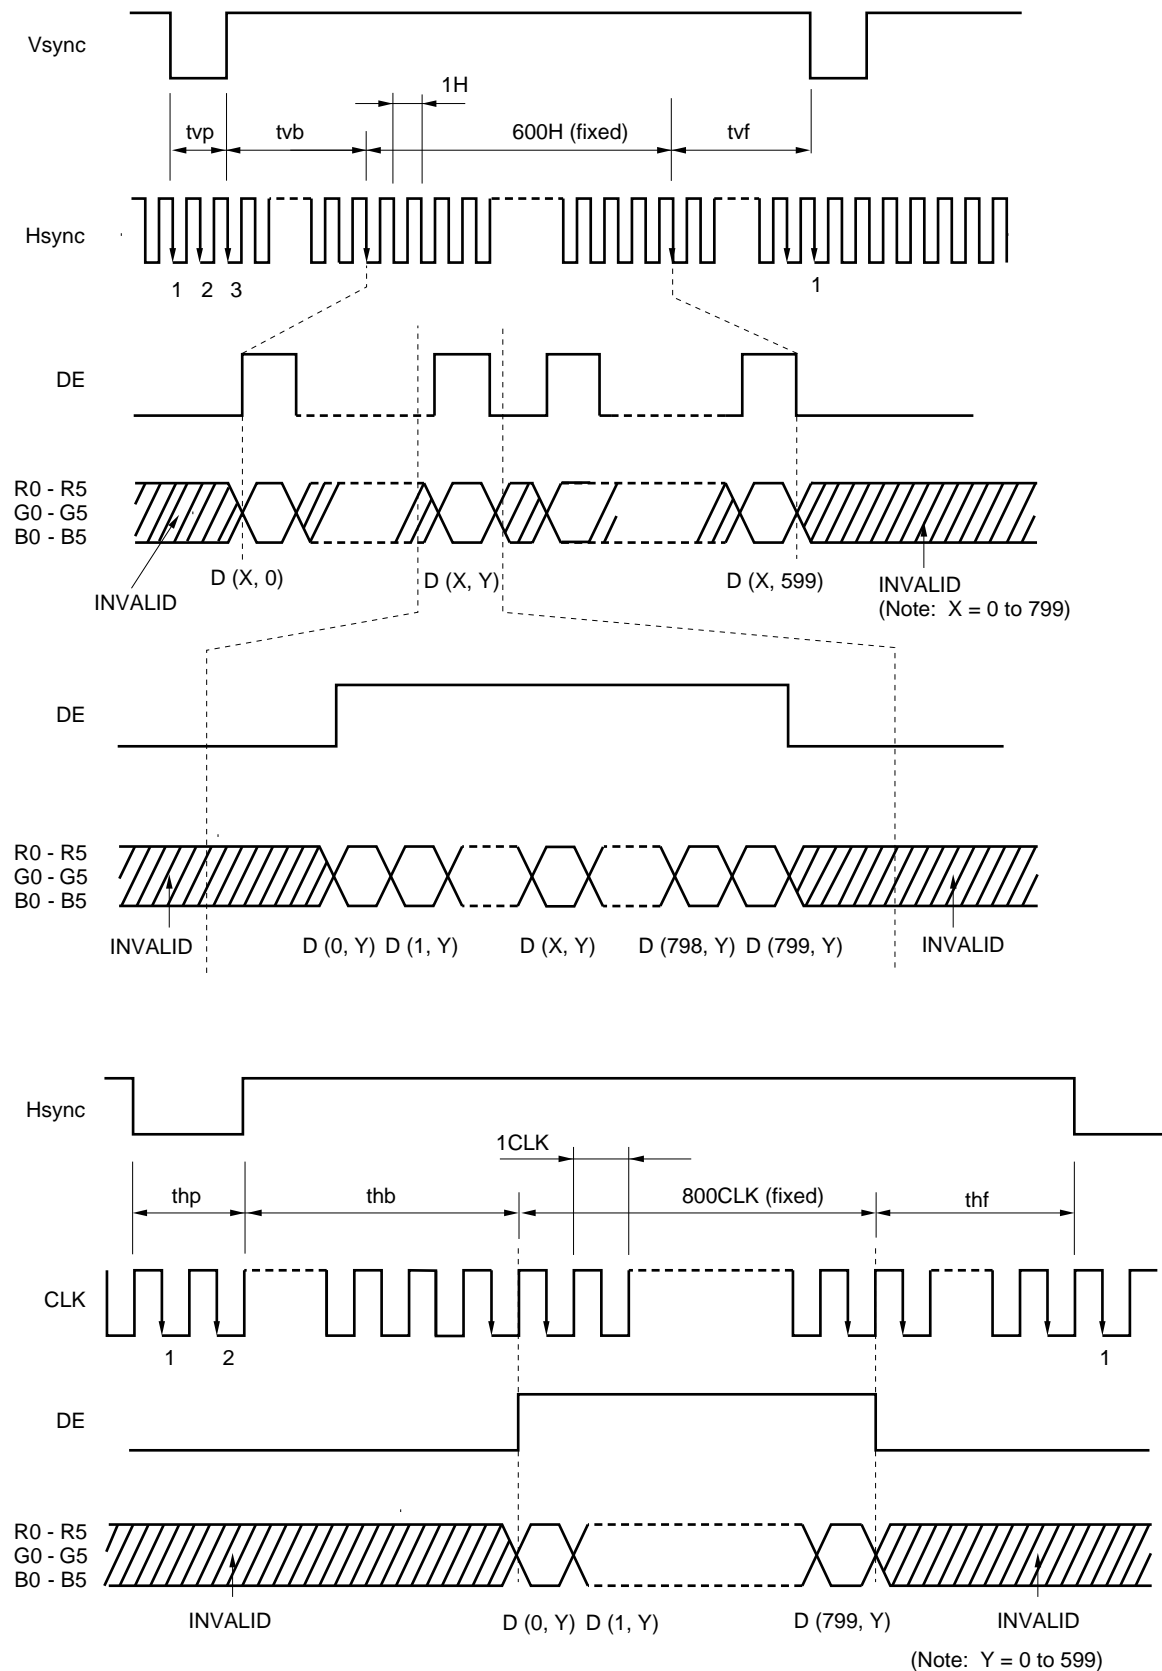 Vsync
1H
tvp tvb 600H (fixed) tvf
Hsync
1 2 3 1
DE
R0 - R5
G0 - G5
B0 - B5
D (X, 0) D (X, Y) D (X, 599) INVALID
INVALID (Note: X = 0 to 799)
DE
R0 - R5
G0 - G5
B0 - B5
INVALID D (0, Y) D (1, Y) D (X, Y) D (798, Y) D (799, Y) INVALID
Hsync
1CLK
thp thb 800CLK (fixed) thf
CLK
1 2 1
DE
R0 - R5
G0 - G5
B0 - B5
INVALID D (0, Y) D (1, Y) D (799, Y) INVALID
(Note: Y = 0 to 599)